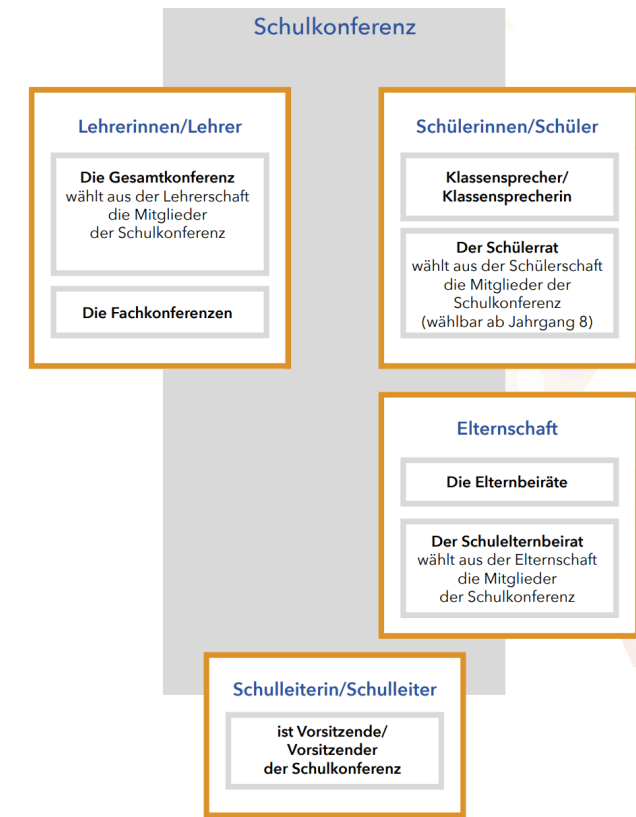 Schulkonferenz
Lehrerinnen/Lehrer
Die Gesamtkonferenz
wählt aus der Lehrerschaft
die Mitglieder
der Schulkonferenz
Die Fachkonferenzen
Schülerinnen/Schüler
Klassensprecher/
Klassensprecherin
Der Schülerrat
wählt aus der Schülerschaft
die Mitglieder der
Schulkonferenz
(wählbar ab Jahrgang 8)
Elternschaft
Die Elternbeiräte
Der Schulelternbeirat
wählt aus der Elternschaft
die Mitglieder
der Schulkonferenz
Schulleiterin/Schulleiter
ist Vorsitzende/
Vorsitzender
der Schulkonferenz